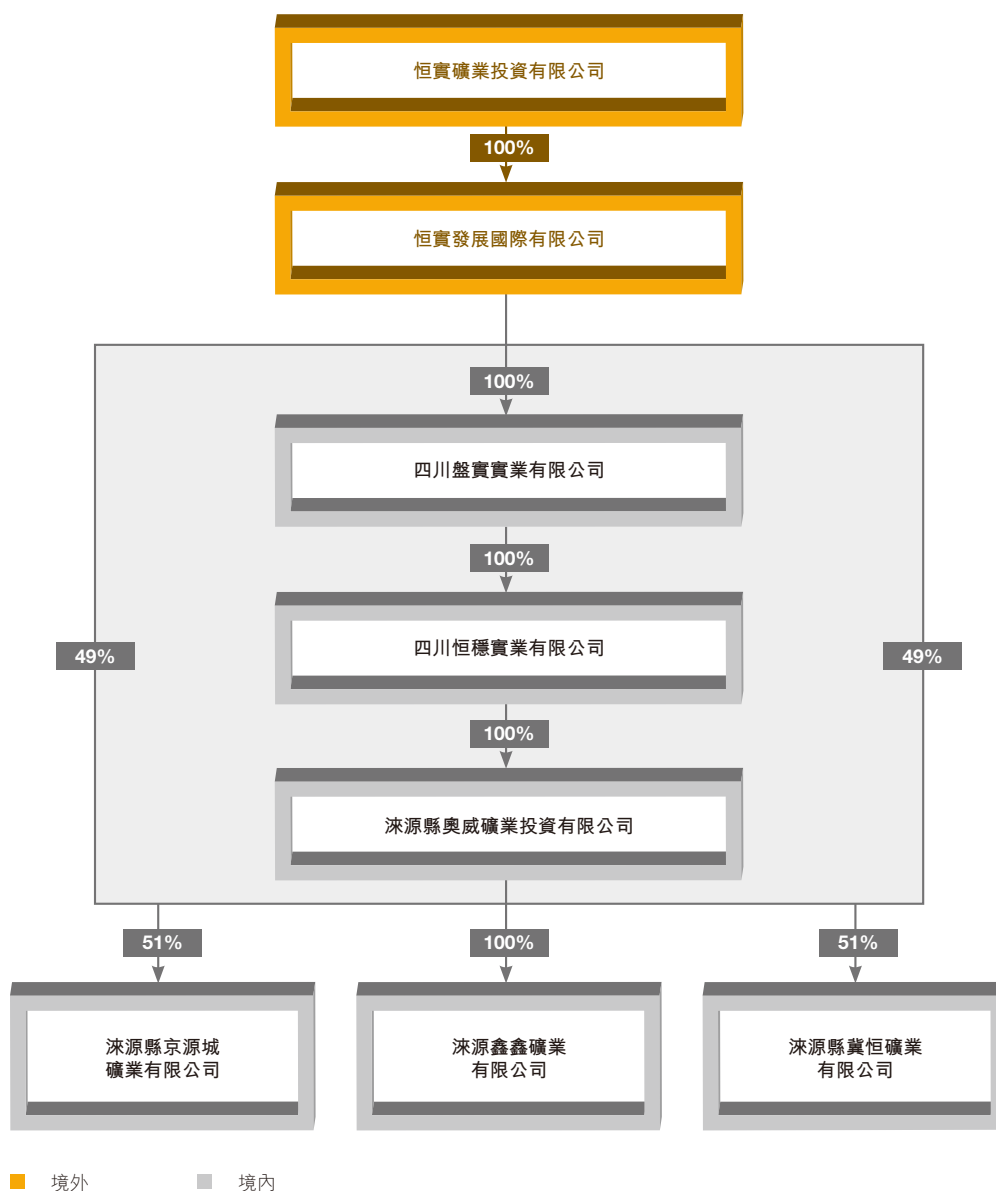 恒實礦業投資有限公司
100%
恒實發展國際有限公司
100%
四川盤實實業有限公司
100%
四川恒穩實業有限公司
49%
49%
100%
淶源縣奧威礦業投資有限公司
51%
100%
51%
淶源縣京源城
礦業有限公司
淶源鑫鑫礦業
有限公司
淶源縣冀恒礦業
有限公司
境外
境內